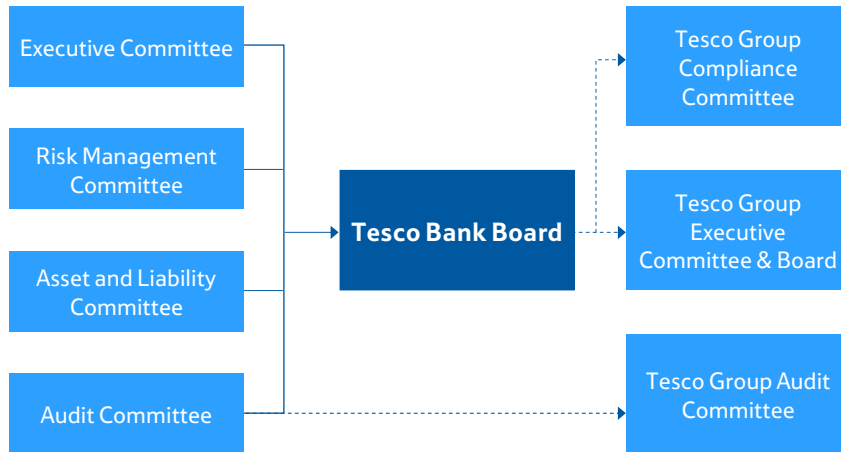 Executive Committee
Risk Management
Committee
Asset and Liability
Committee
Audit Committee
Tesco Bank Board
Tesco Group
Compliance
Committee
Tesco Group
Executive
Committee & Board
Tesco Group Audit
Committee